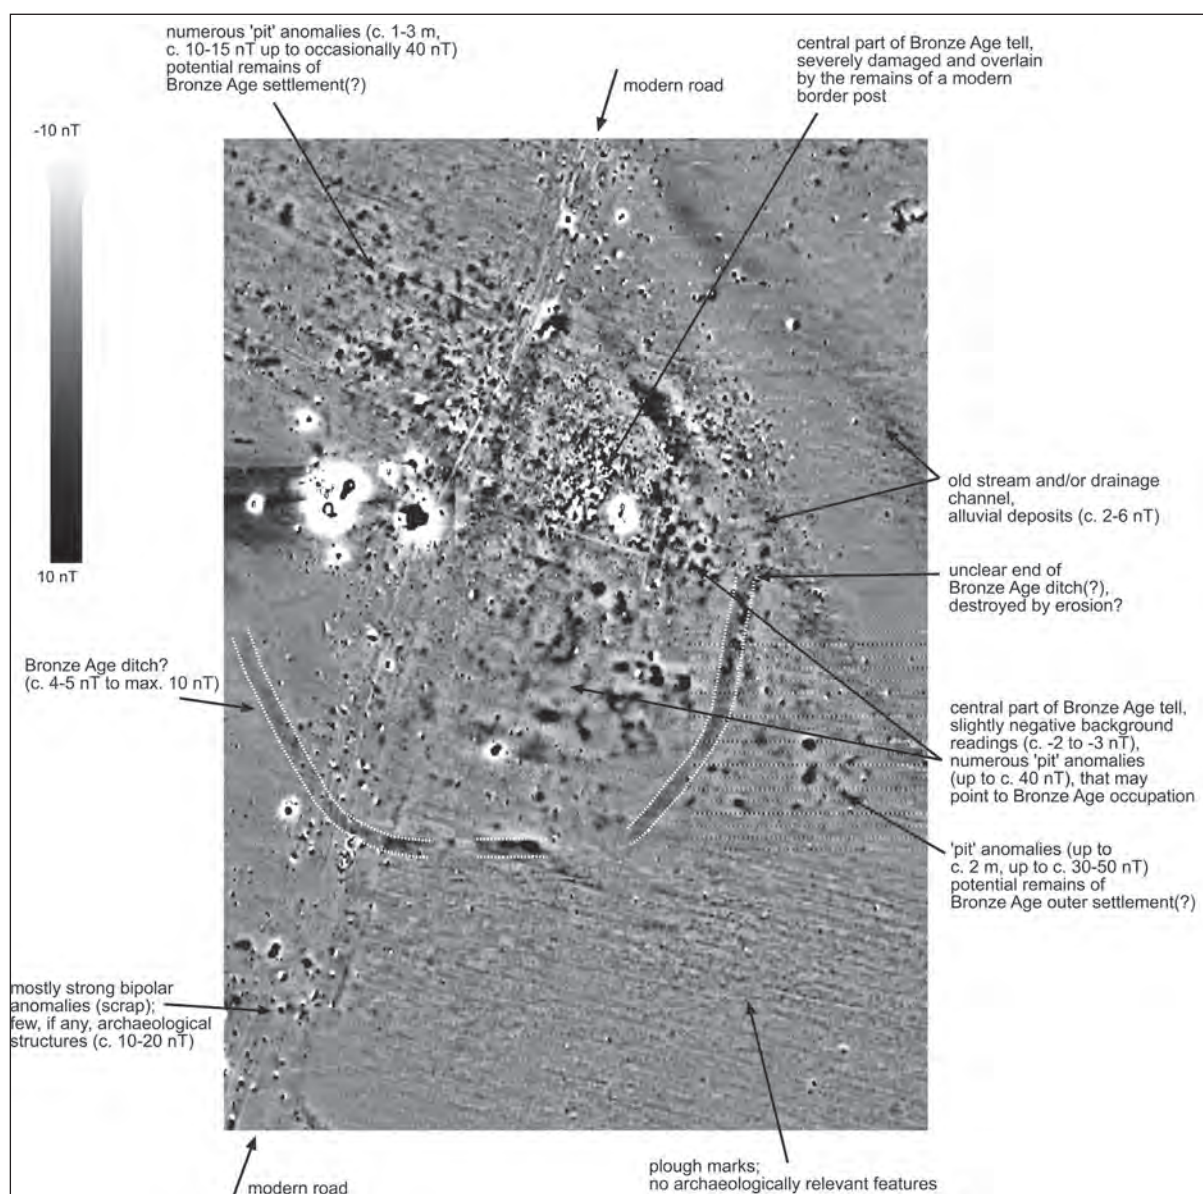 numerous 'pit' anomalies (c. 1-3 m,
c. 10-15 nT up to occasionally 40 nT)
potential remains of
Bronze Age settlement(?)
modern road
central part of Bronze Age tell,
severely damaged and overlain
by the remains of a modern
border post
-10 nT
10 nT
old stream and/or drainage
channel,
alluvial deposits (c. 2-6 nT)
unclear end of
Bronze Age ditch(?),
destroyed by erosion?
Bronze Age ditch?
(c. 4-5 nT to max. 10 nT)
central part of Bronze Age tell,
slightly negative background
readings (c. -2 to -3 nT),
numerous 'pit' anomalies
(up to c. 40 nT), that may
point to Bronze Age occupation
'pit' anomalies (up to
c. 2 m, up to c. 30-50 nT)
potential remains of
Bronze Age outer settlement(?)
mostly strong bipolar
anomalies (scrap);
few, if any, archaeological
structures (c. 10-20 nT)
plough marks;
no archaeologically relevant features
modern road